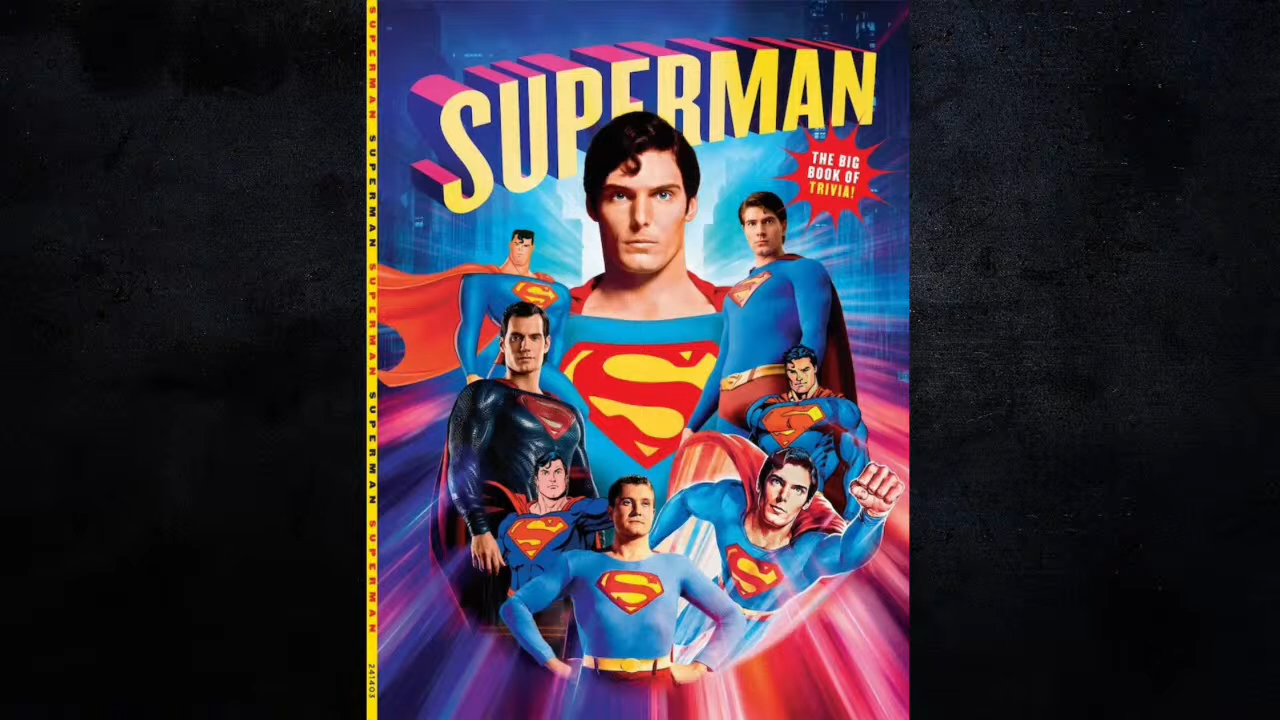 SUPERMAN
THE BIG
BOOK OF
TRIVIA!
SUPERMAN SUPERMAN SUPERMAN SUPERMAN SUPERMAN
241403